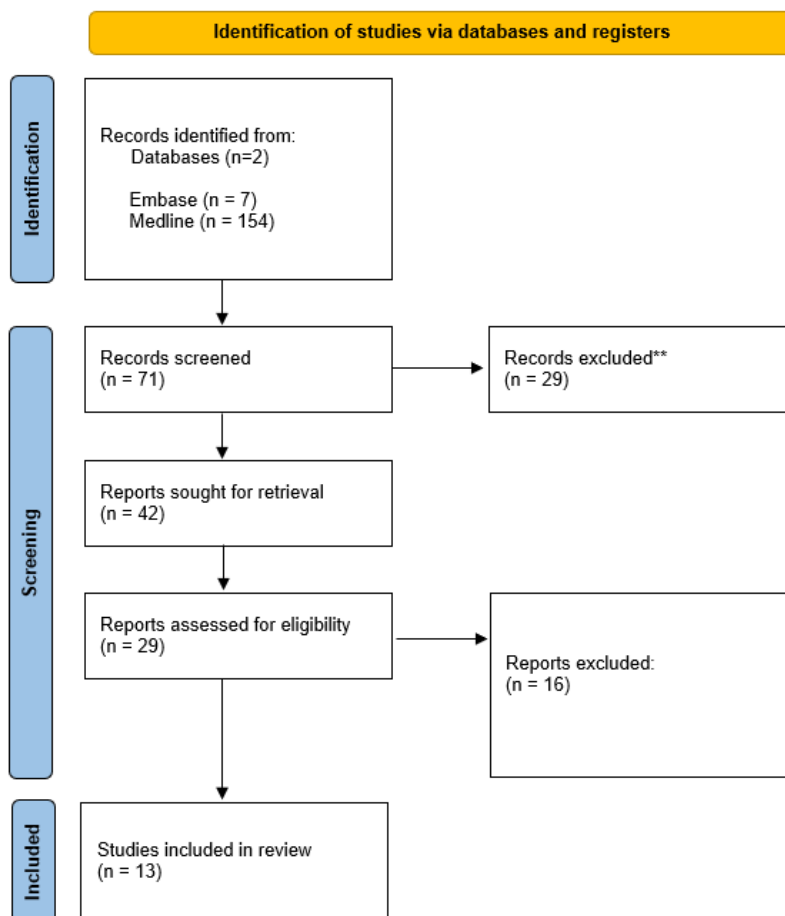 Identification of studies via databases and registers
Identification
Records identified from:
Databases (n=2)
Embase (n = 7)
Medline (n = 154)
Screening
Records screened
(n = 71)
Records excluded**
(n = 29)
Reports sought for retrieval
(n = 42)
Reports assessed for eligibility
(n = 29)
Reports excluded:
(n = 16)
Included
Studies included in review
(n = 13)